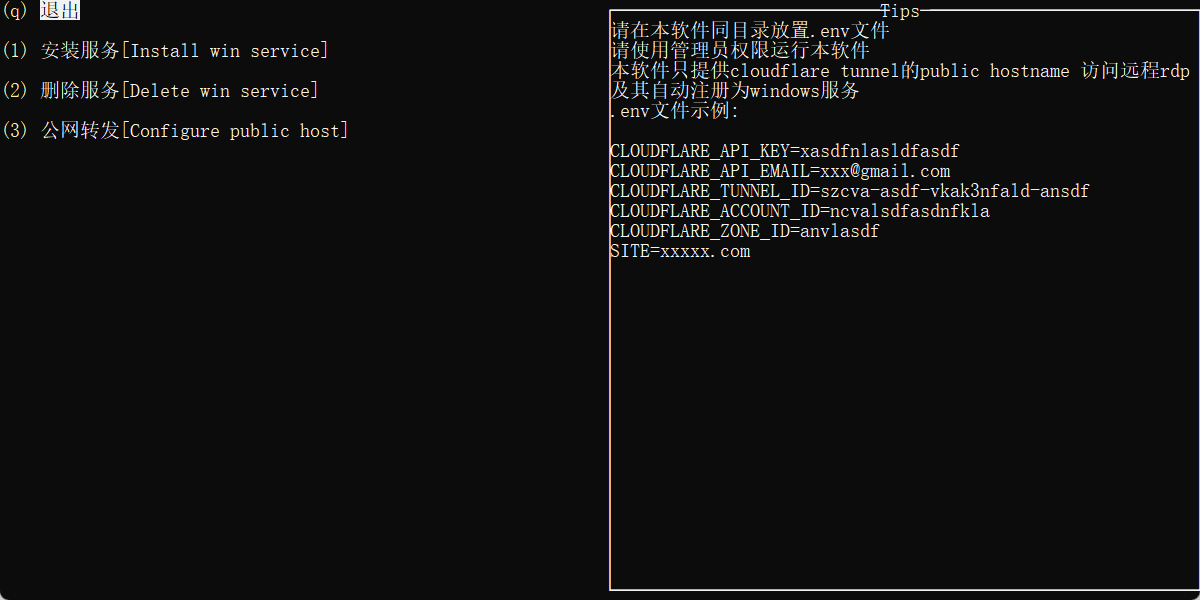 (q) 退出
(1) 安装服务[Install win service]
(2) 删除服务[Delete win service]
(3) 公网转发[Configure public host]
Tips
请在本软件同目录放置.env文件
请使用管理员权限运行本软件
本软件只提供cloudflare tunnel的public hostname 访问远程rdp
及其自动注册为windows服务
.env文件示例:
CLOUDFLARE_API_KEY=xasdfnlasldfasdf
CLOUDFLARE_API_EMAIL=xxx@gmail.com
CLOUDFLARE_TUNNEL_ID=szcva-asdf-vkak3nfald-ansdf
CLOUDFLARE_ACCOUNT_ID=ncvalsdfasdnfkla
CLOUDFLARE_ZONE_ID=anvlasdf
SITE=xxxxx.com